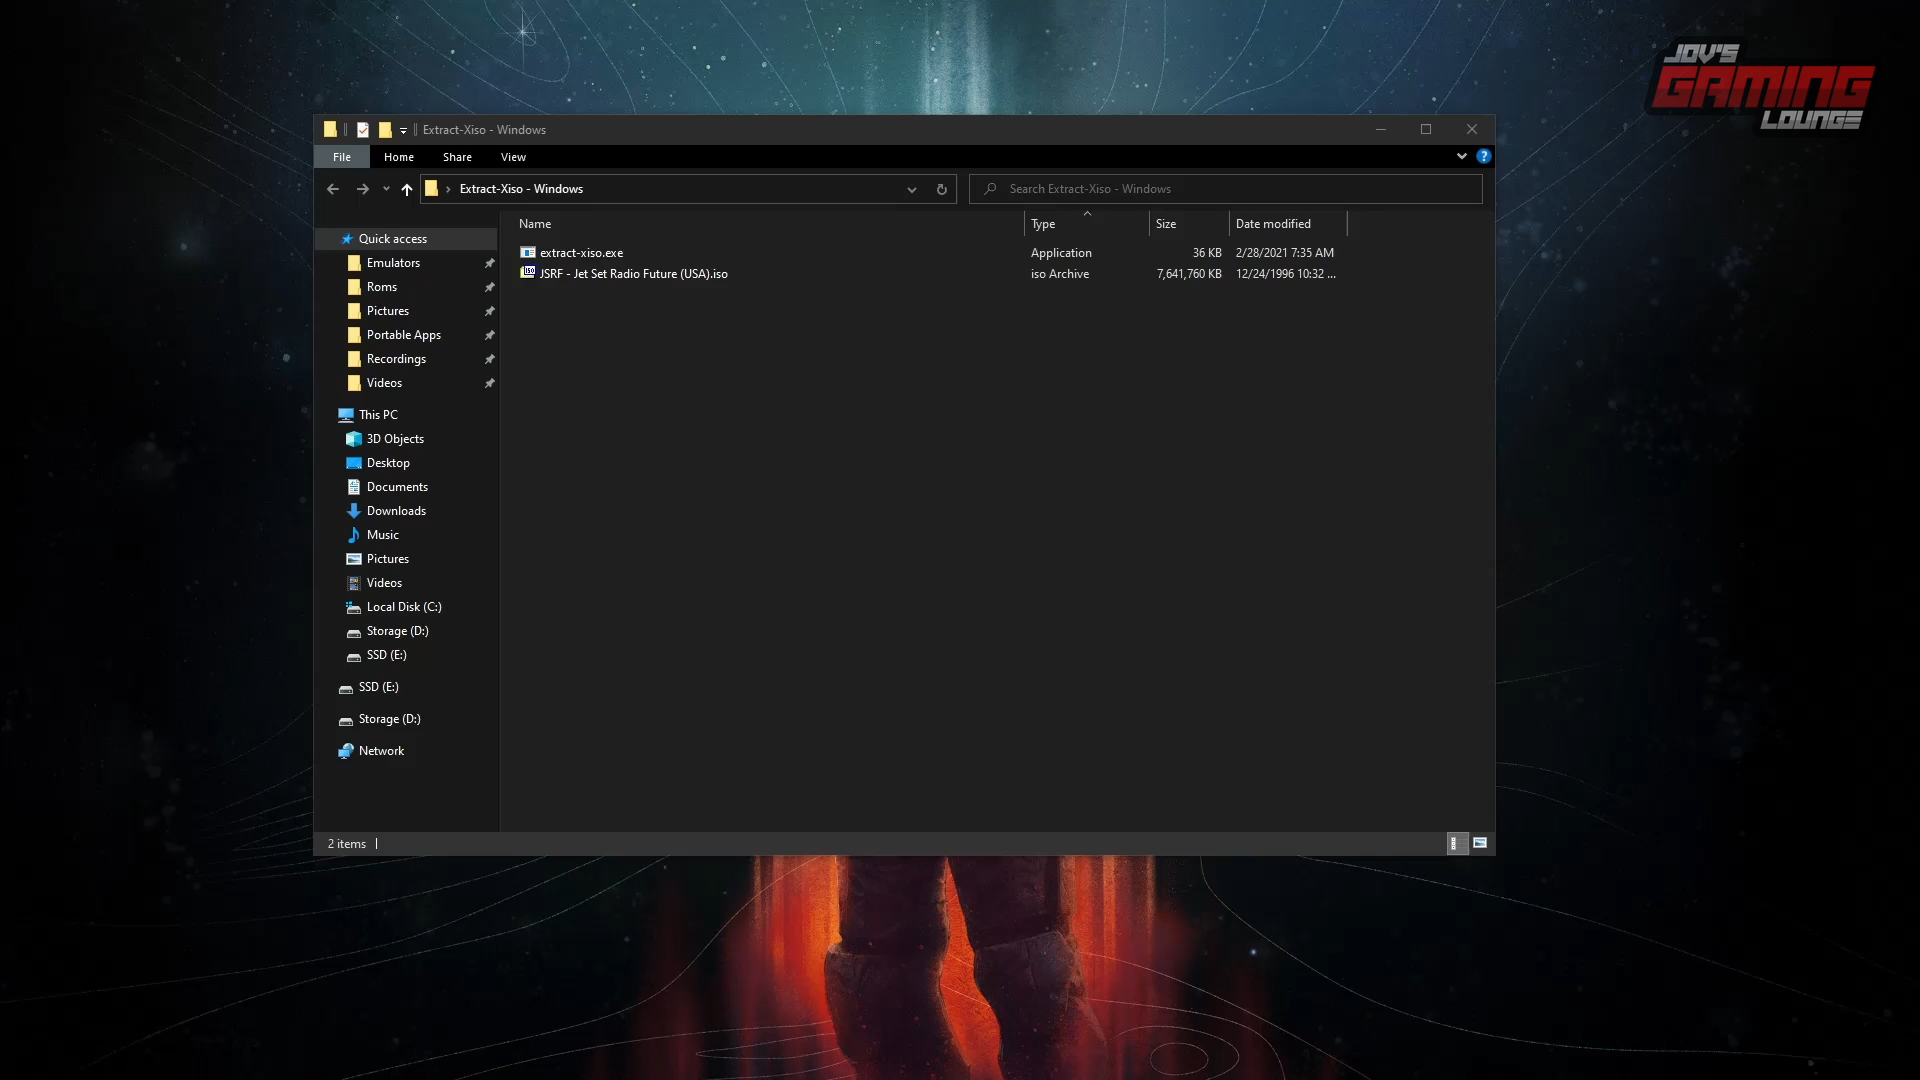 JOV'S
GAMING
LOUNGE
Extract-Xiso - Windows
File Home Share View
Extract-Xiso - Windows
Search Extract-Xiso - Windows
Name Type Size Date modified
extract-xiso.exe Application 36 KB 2/28/2021 7:35 AM
ISO JSRF - Jet Set Radio Future (USA).iso iso Archive 7,641,760 KB 12/24/1996 10:32 ...
Quick access
Emulators
Roms
Pictures
Portable Apps
Recordings
Videos
This PC
3D Objects
Desktop
Documents
Downloads
Music
Pictures
Videos
Local Disk (C:)
Storage (D:)
SSD (E:)
SSD (E:)
Storage (D:)
Network
2 items